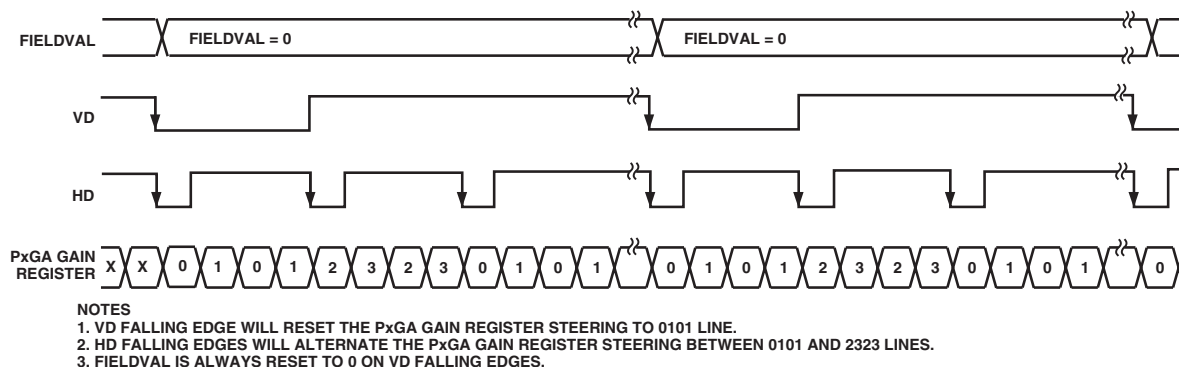 FIELDVAL
FIELDVAL = 0
FIELDVAL = 0
VD
HD
PxGA GAIN
REGISTER
X X 0 1 0 1 2 3 2 3 0 1 0 1 0 1 0 1 2 3 2 3 0 1 0 1 0
NOTES
1. VD FALLING EDGE WILL RESET THE PxGA GAIN REGISTER STEERING TO 0101 LINE.
2. HD FALLING EDGES WILL ALTERNATE THE PxGA GAIN REGISTER STEERING BETWEEN 0101 AND 2323 LINES.
3. FIELDVAL IS ALWAYS RESET TO 0 ON VD FALLING EDGES.